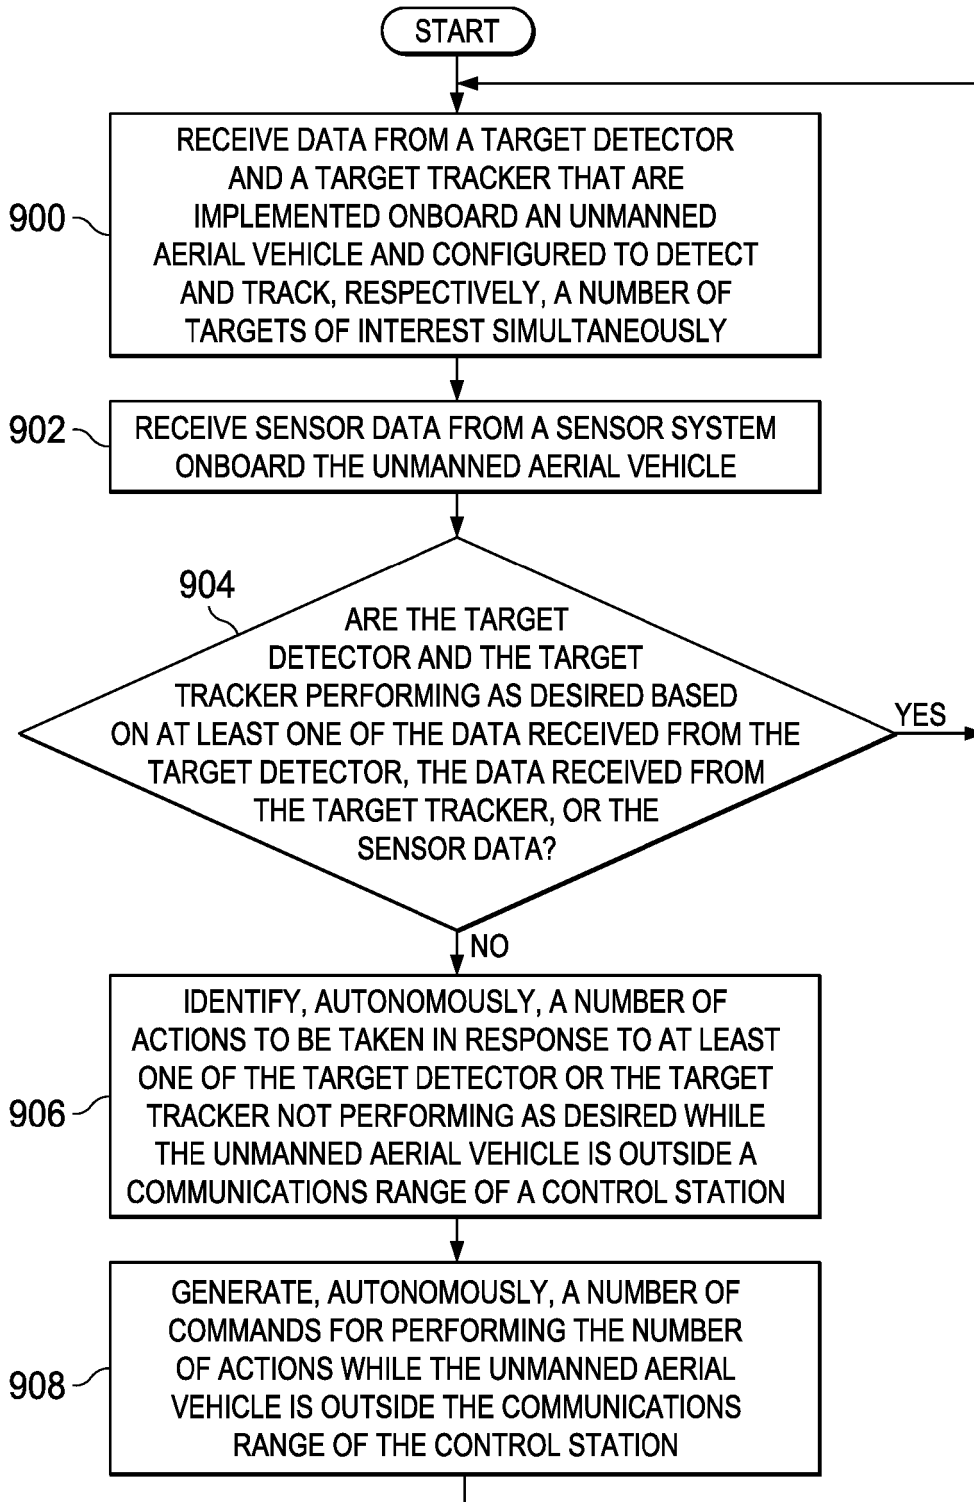 START
RECEIVE DATA FROM A TARGET DETECTOR
AND A TARGET TRACKER THAT ARE
IMPLEMENTED ONBOARD AN UNMANNED
AERIAL VEHICLE AND CONFIGURED TO DETECT
AND TRACK, RESPECTIVELY, A NUMBER OF
TARGETS OF INTEREST SIMULTANEOUSLY
900
902
RECEIVE SENSOR DATA FROM A SENSOR SYSTEM
ONBOARD THE UNMANNED AERIAL VEHICLE
904
ARE THE TARGET
DETECTOR AND THE TARGET
TRACKER PERFORMING AS DESIRED BASED
ON AT LEAST ONE OF THE DATA RECEIVED FROM THE
TARGET DETECTOR, THE DATA RECEIVED FROM
THE TARGET TRACKER, OR THE
SENSOR DATA?
YES
NO
IDENTIFY, AUTONOMOUSLY, A NUMBER OF
ACTIONS TO BE TAKEN IN RESPONSE TO AT LEAST
ONE OF THE TARGET DETECTOR OR THE TARGET
TRACKER NOT PERFORMING AS DESIRED WHILE
THE UNMANNED AERIAL VEHICLE IS OUTSIDE A
COMMUNICATIONS RANGE OF A CONTROL STATION
906
GENERATE, AUTONOMOUSLY, A NUMBER OF
COMMANDS FOR PERFORMING THE NUMBER
OF ACTIONS WHILE THE UNMANNED AERIAL
VEHICLE IS OUTSIDE THE COMMUNICATIONS
RANGE OF THE CONTROL STATION
908